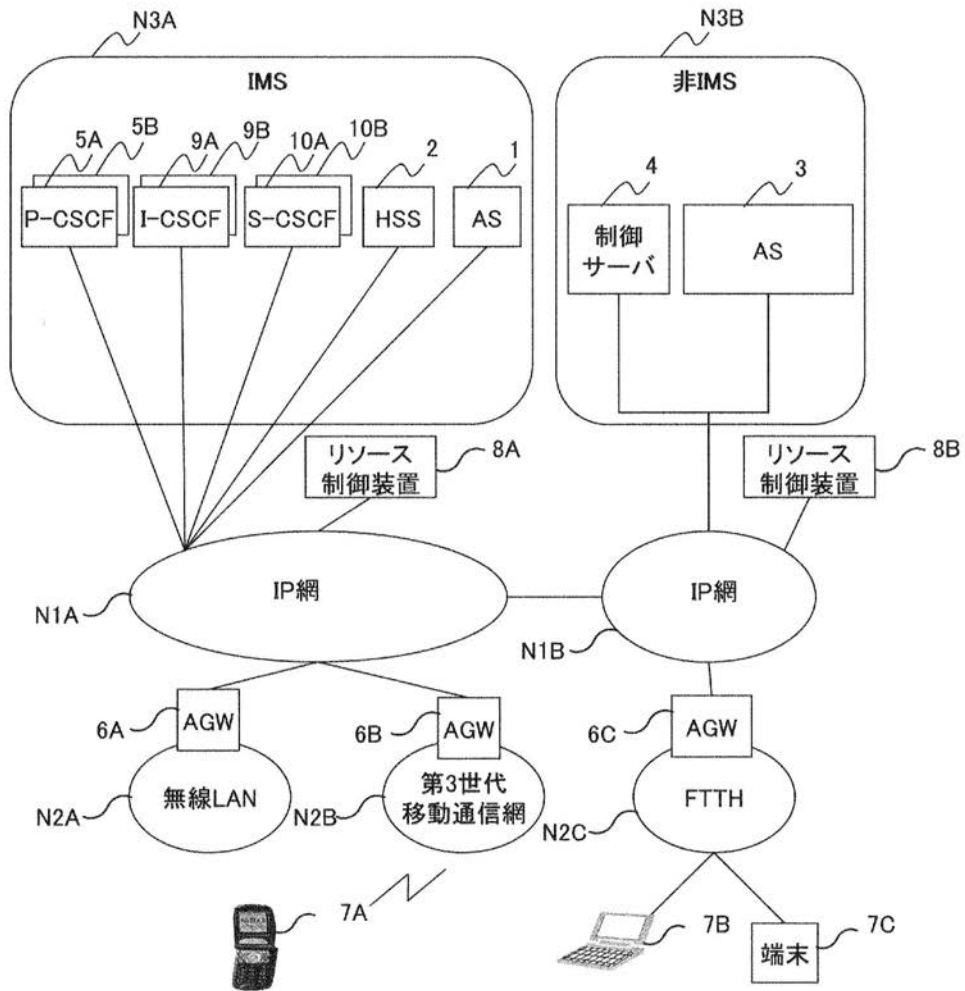 N3A
N3B
IMS
非IMS
5A
5B
9A
9B
10A
10B
2
1
4
3
P-CSCF
I-CSCF
S-CSCF
HSS
AS
制御
サーバ
AS
リソース
制御装置
8A
リソース
制御装置
8B
IP網
IP網
N1A
N1B
6A
AGW
6B
AGW
6C
AGW
N2A
無線LAN
N2B
第3世代
移動通信網
N2C
FTTH
7A
7B
7C
端末